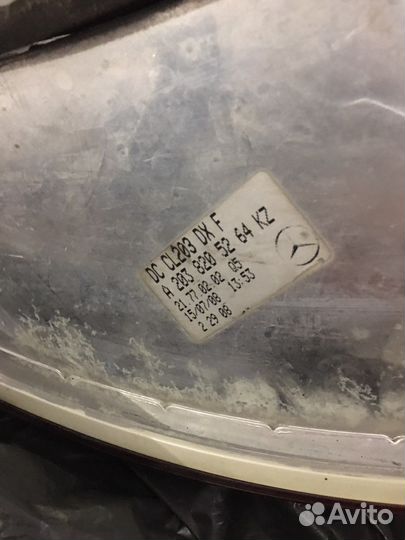 DC CL203 DX F
A 203 820 52 64 KZ
21.77.02.02 05
15/07/08 13:53
2 29 08
Avito